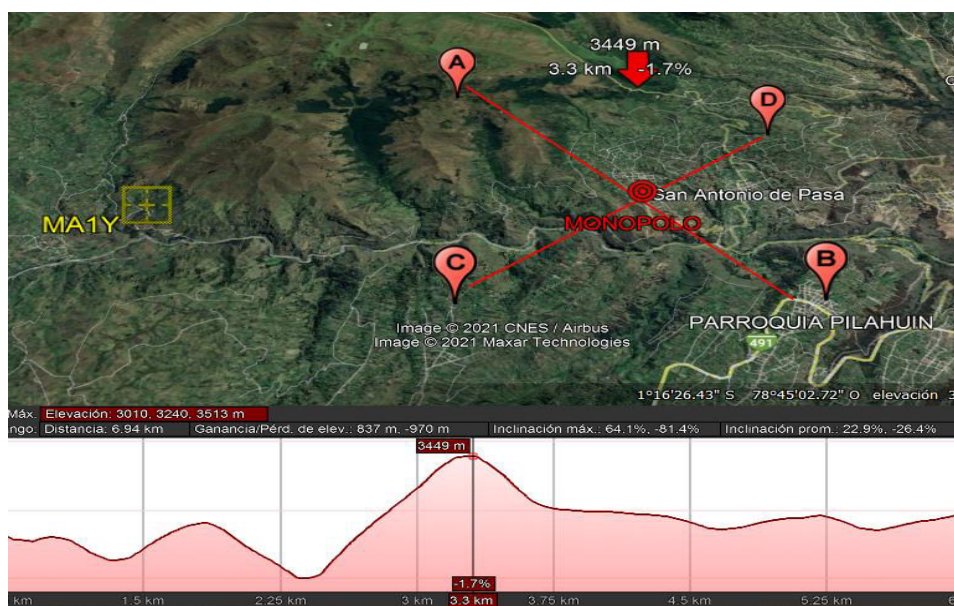 A
3449 m
3.3 km -1.7%
D
San Antonio de Pasa
MA1Y
MONOPOLO
C
B
Image © 2021 CNES / Airbus
Image © 2021 Maxar Technologies
PARROQUIA PILAHUIN
491
1°16'26.43" S 78°45'02.72" O elevación 3
Máx. Elevación: 3010, 3240, 3513 m
ngo: Distancia: 6.94 km Ganancia/Pérd. de elev.: 837 m, -970 m Inclinación máx.: 64.1%, -81.4% Inclinación prom.: 22.9%, -26.4%
3449 m
-1.7%
km 1.5 km 2.25 km 3 km 3.3 km 3.75 km 4.5 km 5.25 km 6